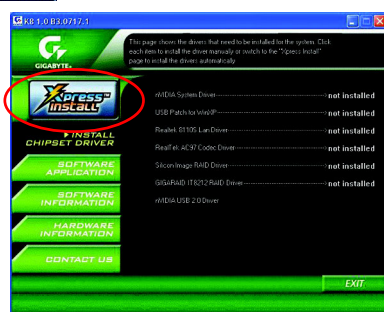 K8 1.0 B3.0717.1
GIGABYTE
This page shows the drivers that need to be installed for the system. Click
each item to install the driver manually or switch to the "Xpress Install"
page to install the drivers automatically
Xpress™
INSTALL
INSTALL
CHIPSET DRIVER
SOFTWARE
APPLICATION
SOFTWARE
INFORMATION
HARDWARE
INFORMATION
CONTACT US
nVIDIA System Driver not installed
USB Patch for WinXP not installed
Realtek 8110S Lan Driver not installed
RealTek AC97 Codec Driver not installed
Silicon Image RAID Driver not installed
GIGARAID IT8212 RAID Driver not installed
nVIDIA USB 2.0 Driver
EXIT